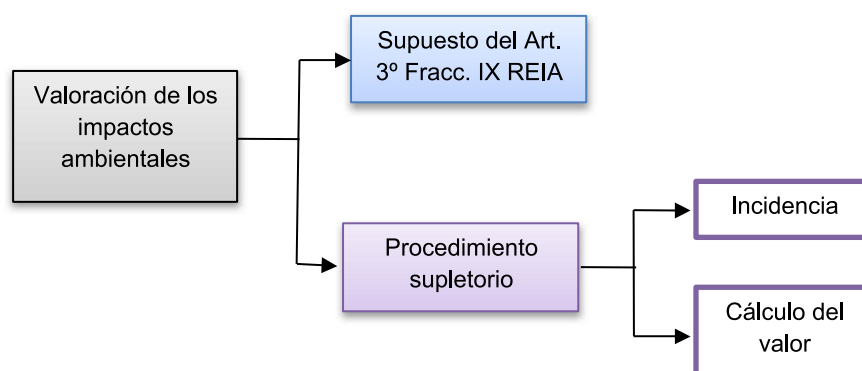 Valoración de los
impactos
ambientales
Supuesto del Art.
3º Fracc. IX REIA
Procedimiento
supletorio
Incidencia
Cálculo del
valor